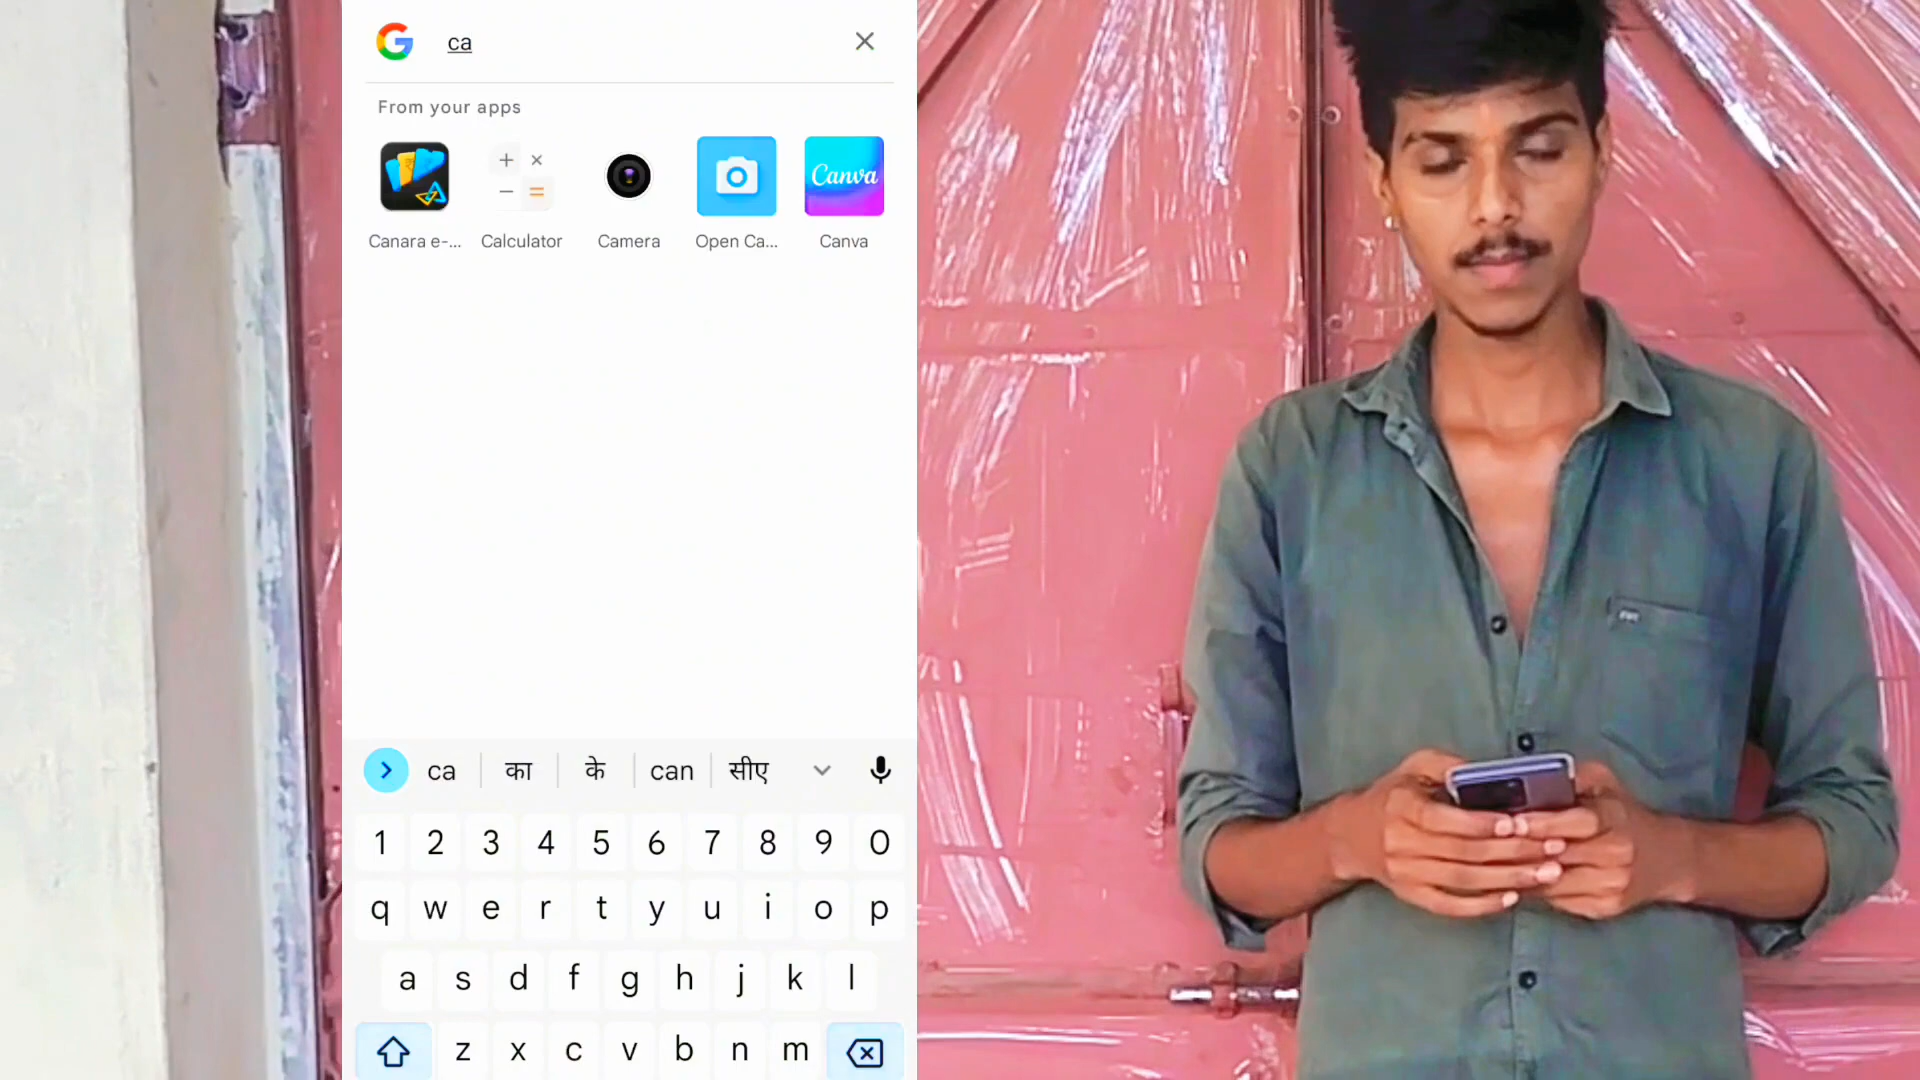 ca
From your apps
Canva
Canara e-...
Calculator
Camera
Open Ca...
Canva
ca का के can सीए
1 2 3 4 5 6 7 8 9 0
q w e r t y u i o p
a s d f g h j k l
z x c v b n m